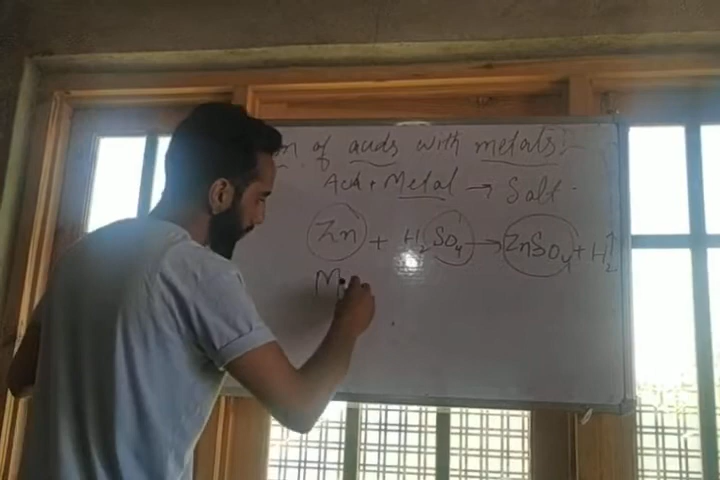 of acids with metals:-
Acid + Metal → Salt
Zn + H2SO4 → ZnSO4 + H2↑
M